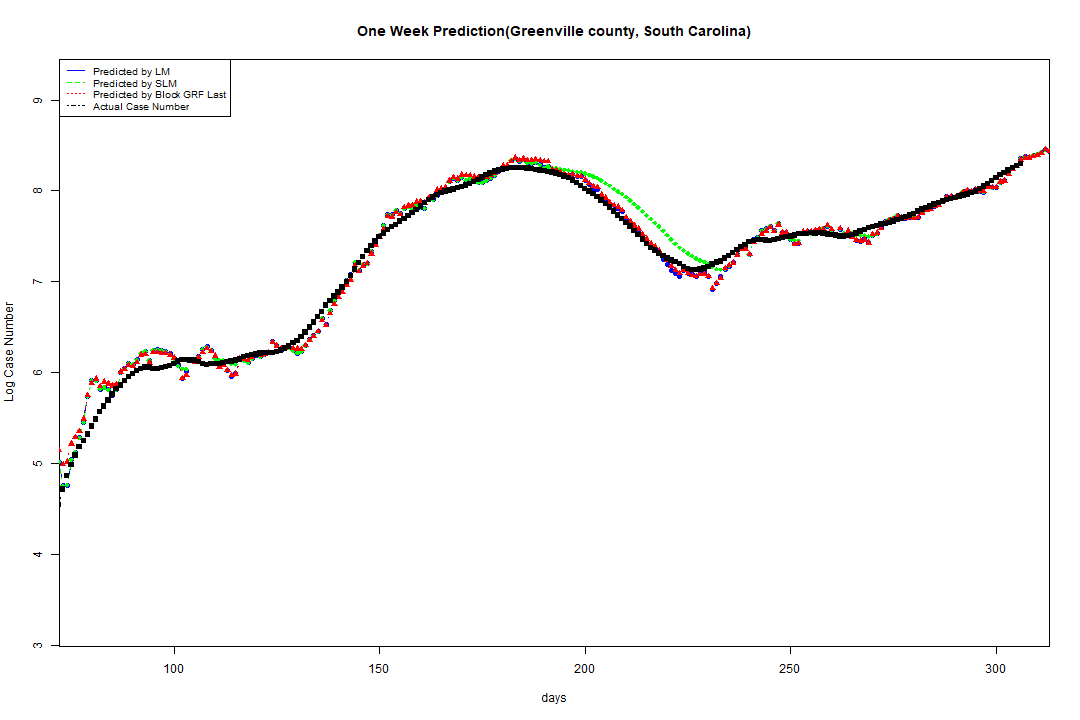 One Week Prediction(Greenville county, South Carolina)
Predicted by LM
Predicted by SLM
Predicted by Block GRF Last
Actual Case Number
9
8
7
6
5
4
3
Log Case Number
100 150 200 250 300
days